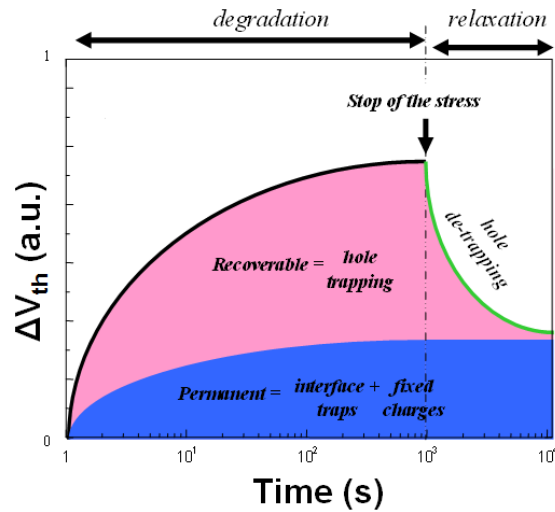 degradation
relaxation
1
Stop of the stress
hole
de-trapping
Recoverable = hole
trapping
Permanent = interface + fixed
traps charges
ΔVth (a.u.)
0
1 10¹ 10² 10³ 10
Time (s)